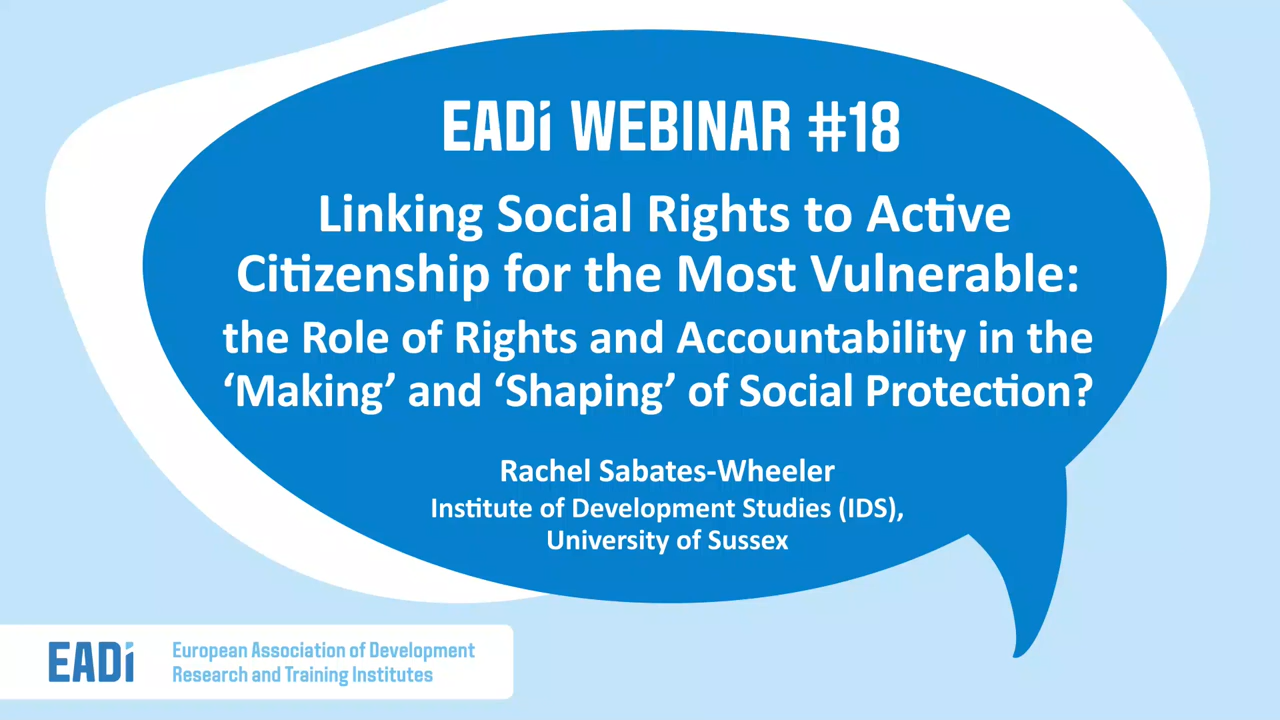 EADi WEBINAR #18
Linking Social Rights to Active
Citizenship for the Most Vulnerable:
the Role of Rights and Accountability in the
‘Making’ and ‘Shaping’ of Social Protection?
Rachel Sabates-Wheeler
Institute of Development Studies (IDS),
University of Sussex
EADi
European Association of Development
Research and Training Institutes